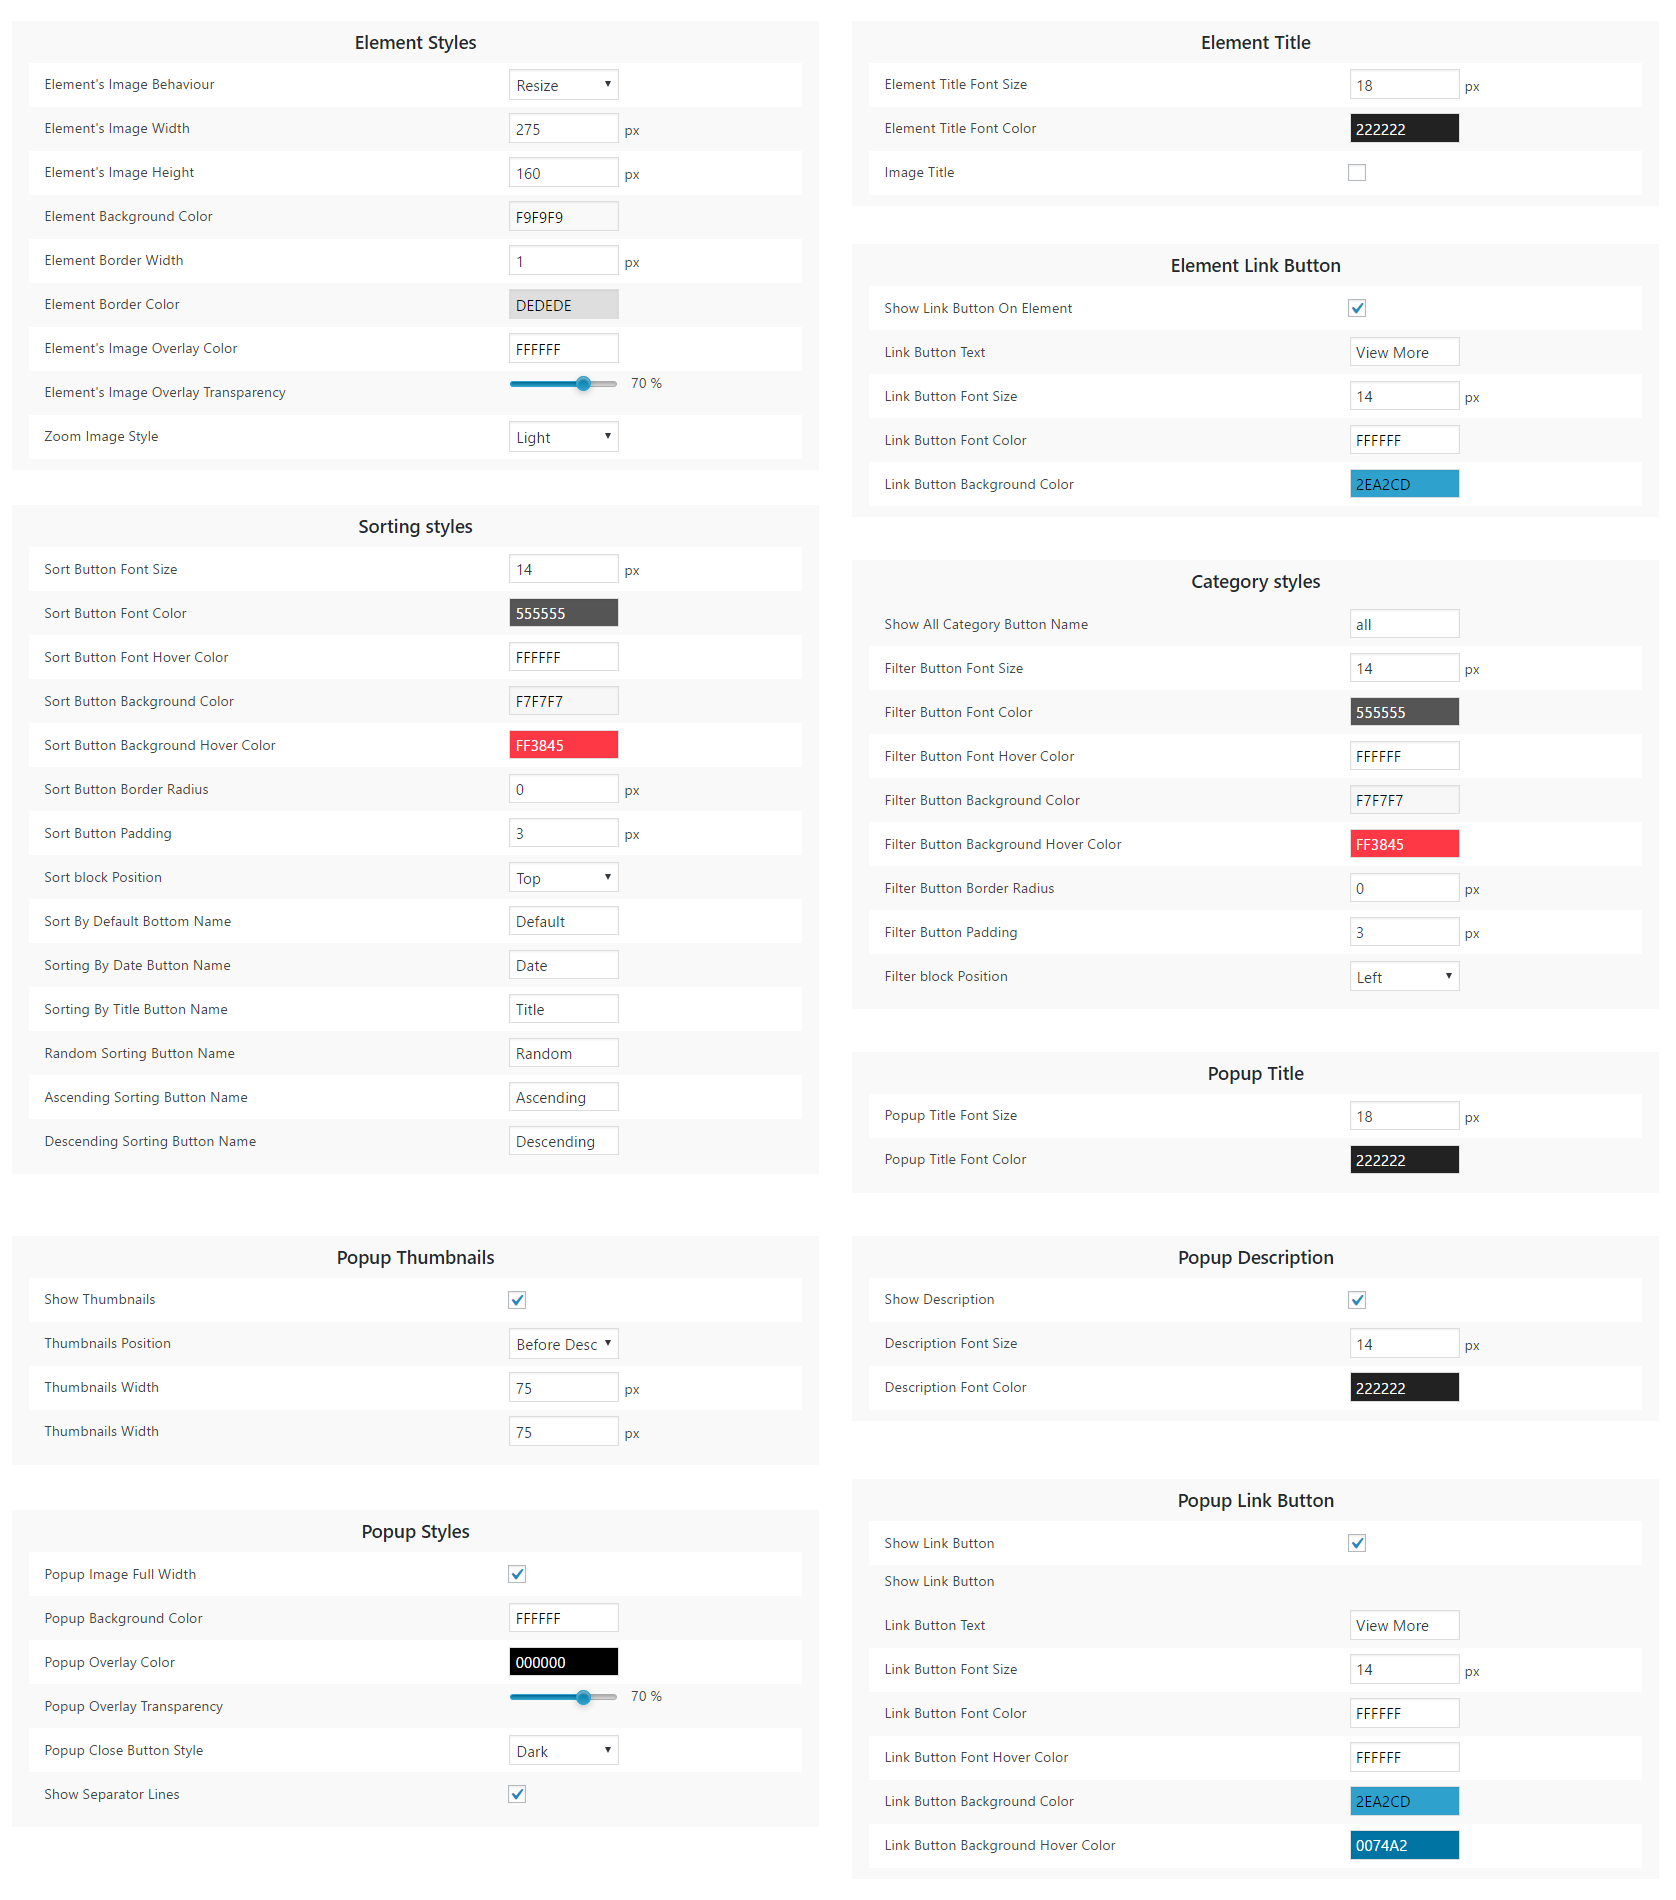 Element Styles
Element's Image Behaviour Resize
Element's Image Width 275 px
Element's Image Height 160 px
Element Background Color F9F9F9
Element Border Width 1 px
Element Border Color DEDEDE
Element's Image Overlay Color FFFFFF
Element's Image Overlay Transparency 70 %
Zoom Image Style Light
Sorting styles
Sort Button Font Size 14 px
Sort Button Font Color 555555
Sort Button Font Hover Color FFFFFF
Sort Button Background Color F7F7F7
Sort Button Background Hover Color FF3845
Sort Button Border Radius 0 px
Sort Button Padding 3 px
Sort block Position Top
Sort By Default Bottom Name Default
Sorting By Date Button Name Date
Sorting By Title Button Name Title
Random Sorting Button Name Random
Ascending Sorting Button Name Ascending
Descending Sorting Button Name Descending
Popup Thumbnails
Show Thumbnails
Thumbnails Position Before Desc
Thumbnails Width 75 px
Thumbnails Width 75 px
Popup Styles
Popup Image Full Width
Popup Background Color FFFFFF
Popup Overlay Color 000000
Popup Overlay Transparency 70 %
Popup Close Button Style Dark
Show Separator Lines
Element Title
Element Title Font Size 18 px
Element Title Font Color 222222
Image Title
Element Link Button
Show Link Button On Element
Link Button Text View More
Link Button Font Size 14 px
Link Button Font Color FFFFFF
Link Button Background Color 2EA2CD
Category styles
Show All Category Button Name all
Filter Button Font Size 14 px
Filter Button Font Color 555555
Filter Button Font Hover Color FFFFFF
Filter Button Background Color F7F7F7
Filter Button Background Hover Color FF3845
Filter Button Border Radius 0 px
Filter Button Padding 3 px
Filter block Position Left
Popup Title
Popup Title Font Size 18 px
Popup Title Font Color 222222
Popup Description
Show Description
Description Font Size 14 px
Description Font Color 222222
Popup Link Button
Show Link Button
Show Link Button
Link Button Text View More
Link Button Font Size 14 px
Link Button Font Color FFFFFF
Link Button Font Hover Color FFFFFF
Link Button Background Color 2EA2CD
Link Button Background Hover Color 0074A2